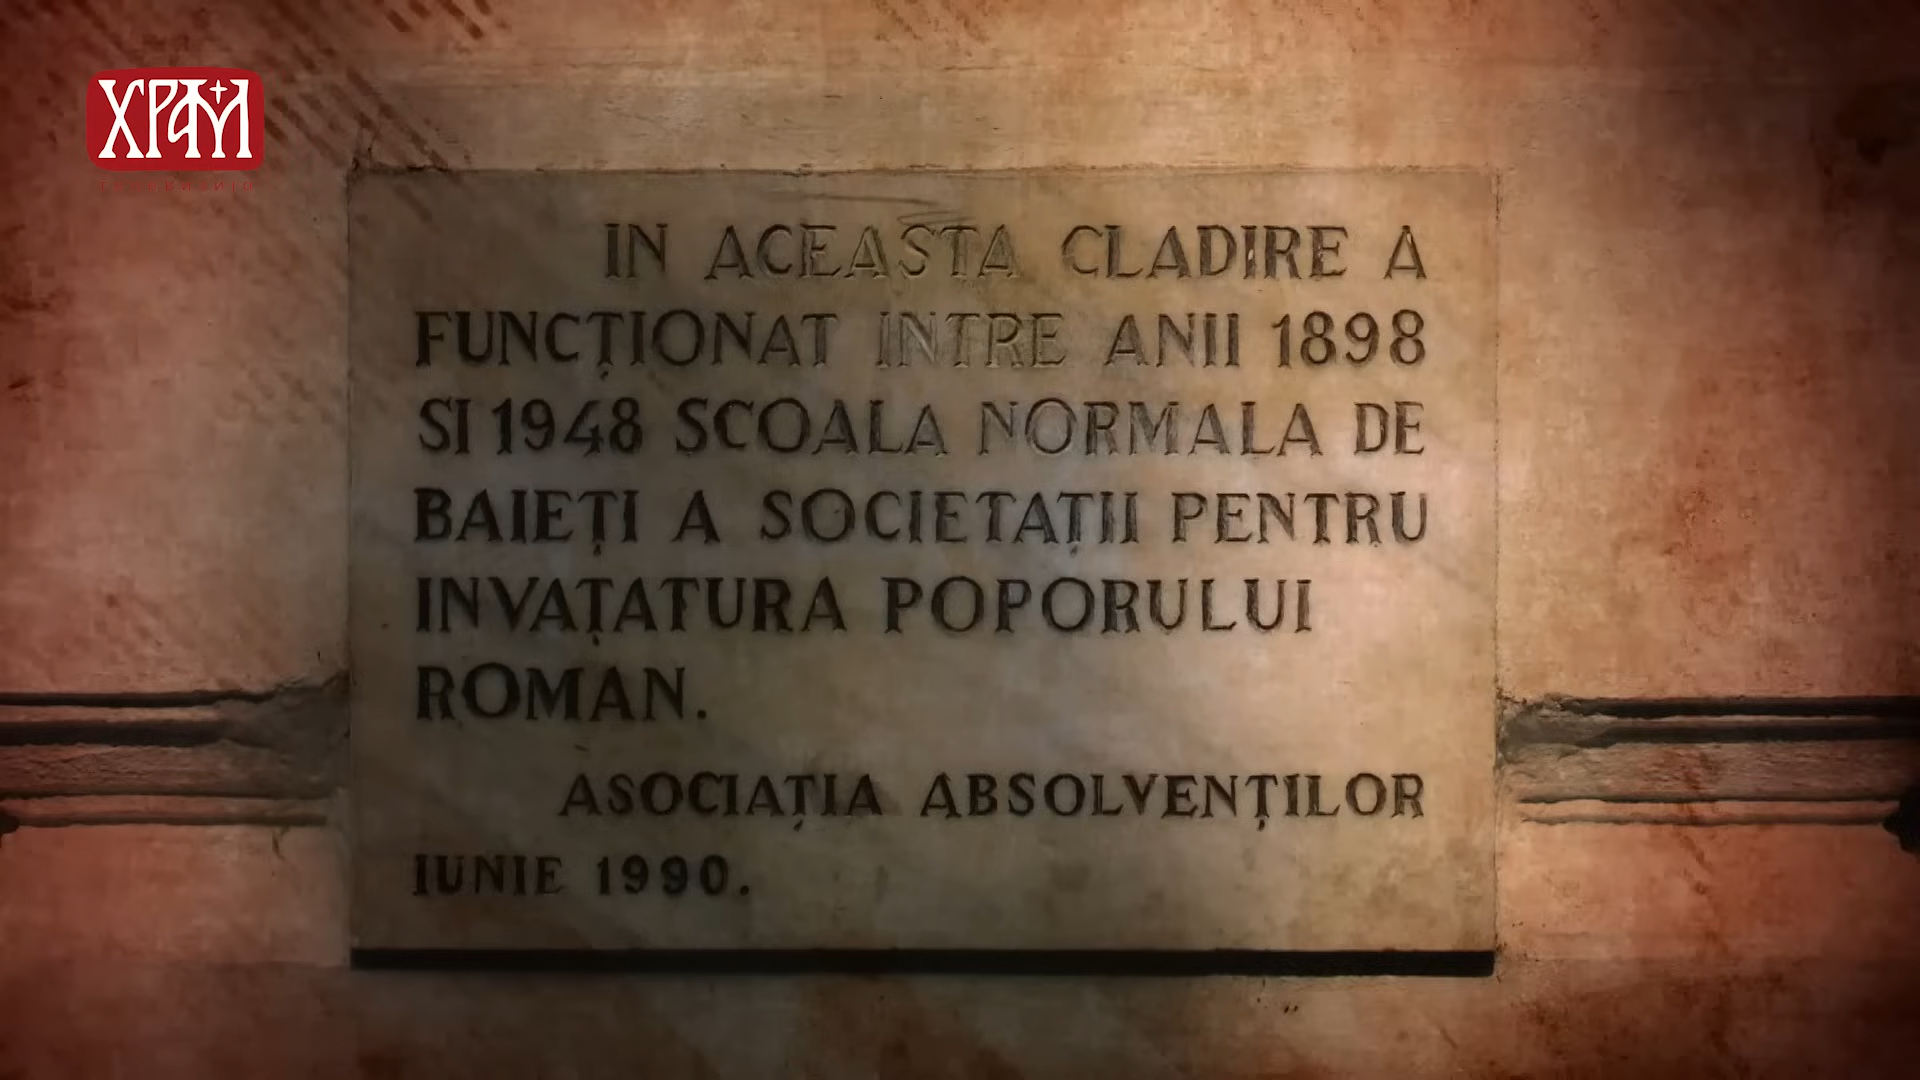 ХРАМ
IN ACEASTA CLADIRE A
FUNCȚIONAT INTRE ANII 1898
SI 1948 SCOALA NORMALA DE
BAIEȚI A SOCIETAȚII PENTRU
INVAȚATURA POPORULUI
ROMAN.
ASOCIAȚIA ABSOLVENȚILOR
IUNIE 1990.